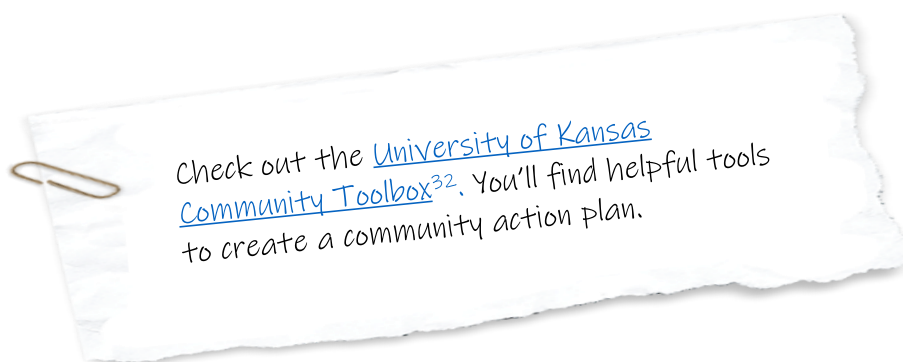 Check out the University of Kansas
Community Toolbox³². You'll find helpful tools
to create a community action plan.